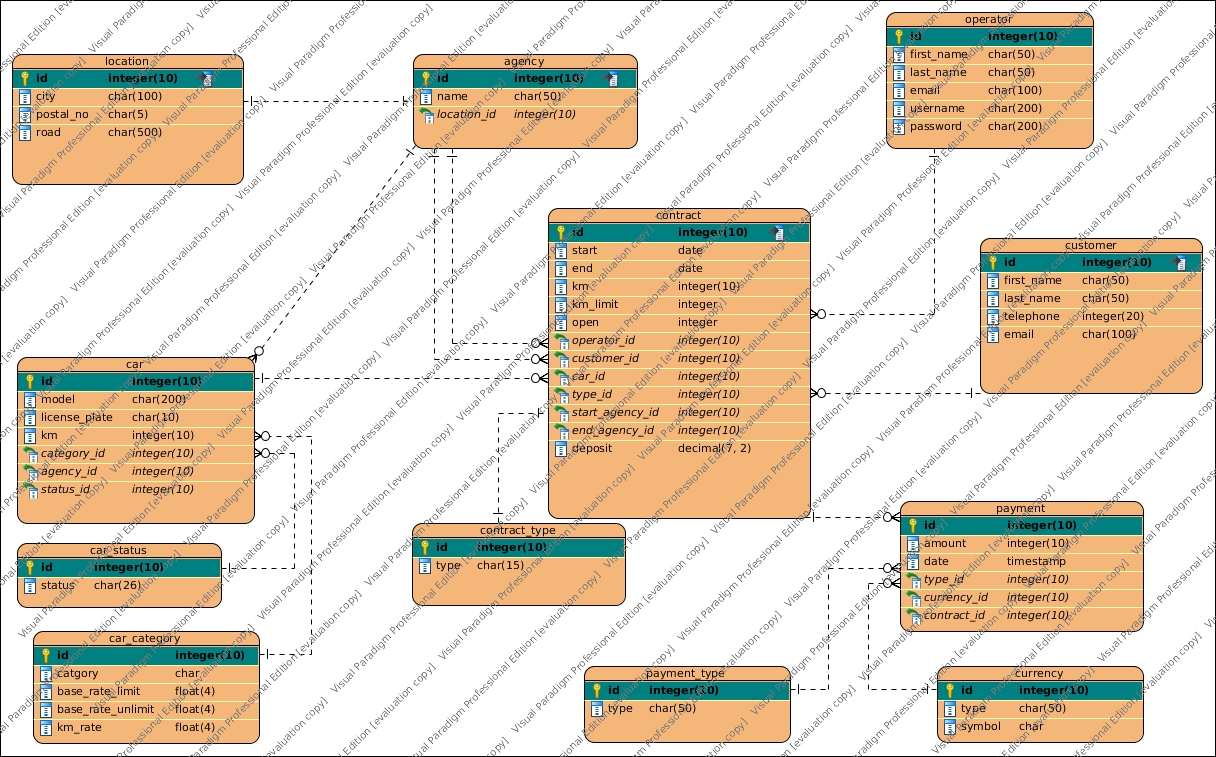 operator
id integer(10)
first_name char(50)
last_name char(50)
email char(100)
username char(200)
password char(200)
location
id integer(10)
city char(100)
postal_no char(5)
road char(500)
agency
id integer(10)
name char(50)
location_id integer(10)
contract
id integer(10)
start date
end date
km integer(10)
km_limit integer
open integer
operator_id integer(10)
customer_id integer(10)
car_id integer(10)
type_id integer(10)
start_agency_id integer(10)
end_agency_id integer(10)
deposit decimal(7, 2)
customer
id integer(10)
first_name char(50)
last_name char(50)
telephone integer(20)
email char(100)
car
id integer(10)
model char(200)
license_plate char(10)
km integer(10)
category_id integer(10)
agency_id integer(10)
status_id integer(10)
car_status
id integer(10)
status char(26)
car_category
id integer(10)
catgory char
base_rate_limit float(4)
base_rate_unlimit float(4)
km_rate float(4)
contract_type
id integer(10)
type char(15)
payment
id integer(10)
amount integer(10)
date timestamp
type_id integer(10)
currency_id integer(10)
contract_id integer(10)
payment_type
id integer(10)
type char(50)
currency
id integer(10)
type char(50)
symbol char
Visual Paradigm Professional Edition [evaluation copy]